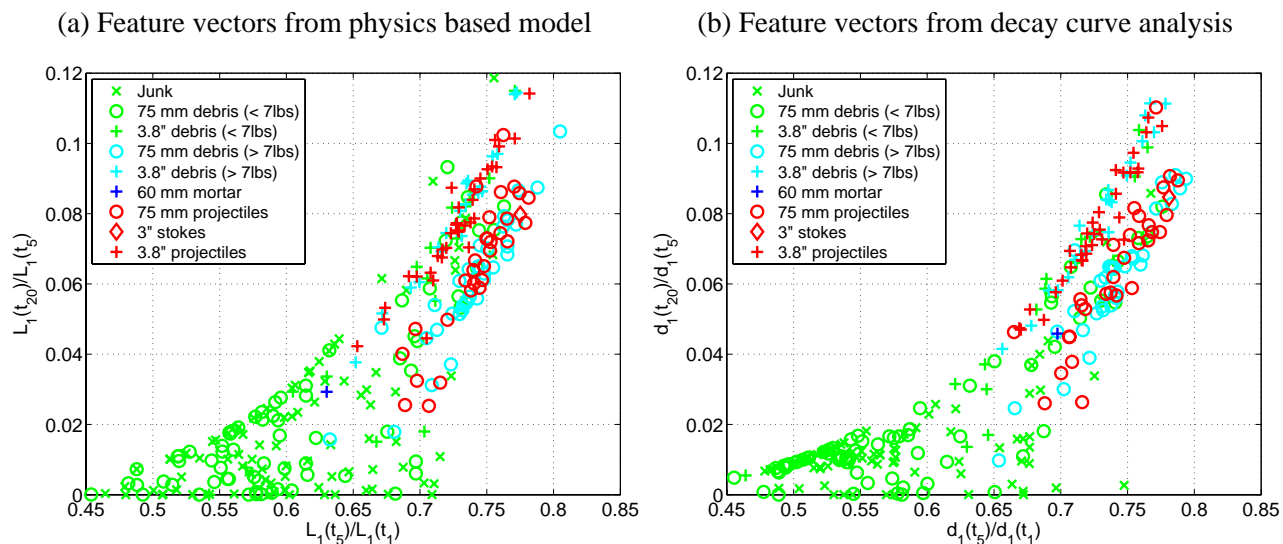 (a) Feature vectors from physics based model
(b) Feature vectors from decay curve analysis
0.12
0.1
0.08
0.06
0.04
0.02
0
L₁(t₂₀)/L₁(t₅)
Junk
75 mm debris (< 7lbs)
3.8" debris (< 7lbs)
75 mm debris (> 7lbs)
3.8" debris (> 7lbs)
60 mm mortar
75 mm projectiles
3" stokes
3.8" projectiles
0.45 0.5 0.55 0.6 0.65 0.7 0.75 0.8 0.85
L₁(t₅)/L₁(t₁)
0.12
0.1
0.08
0.06
0.04
0.02
0
d₁(t₂₀)/d₁(t₅)
Junk
75 mm debris (< 7lbs)
3.8" debris (< 7lbs)
75 mm debris (> 7lbs)
3.8" debris (> 7lbs)
60 mm mortar
75 mm projectiles
3" stokes
3.8" projectiles
0.45 0.5 0.55 0.6 0.65 0.7 0.75 0.8 0.85
d₁(t₅)/d₁(t₁)